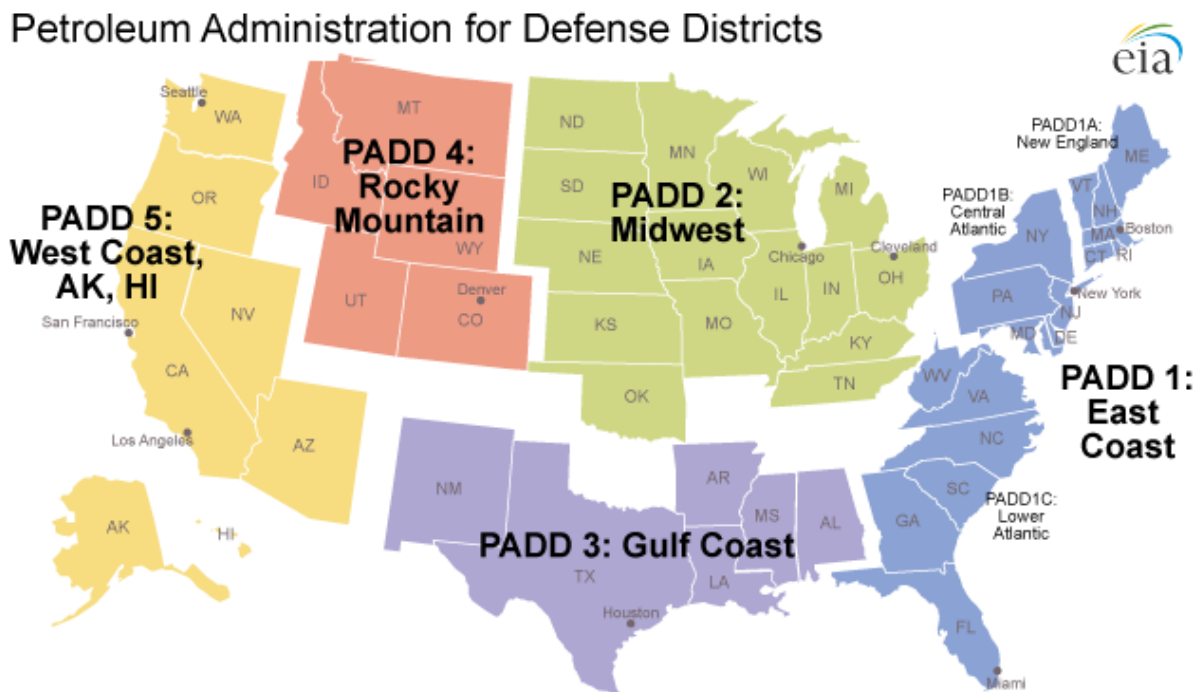 Petroleum Administration for Defense Districts
eia
Seattle
WA
OR
PADD 5:
West Coast,
AK, HI
San Francisco
NV
CA
Los Angeles
AZ
AK
HI
MT
PADD 4:
Rocky
Mountain
ID
WY
UT
Denver
CO
ND
MN
SD
WI
MI
PADD 2:
Midwest
NE
IA
Chicago
Cleveland
IL
IN
OH
KS
MO
KY
OK
TN
NM
AR
MS
AL
PADD 3: Gulf Coast
TX
LA
Houston
PADD1A:
New England
ME
VT
NH
MA
Boston
CT
RI
PADD1B:
Central
Atlantic
NY
PA
New York
NJ
MD
DE
WV
VA
PADD 1:
East
Coast
NC
SC
PADD1C:
Lower
Atlantic
GA
FL
Miami